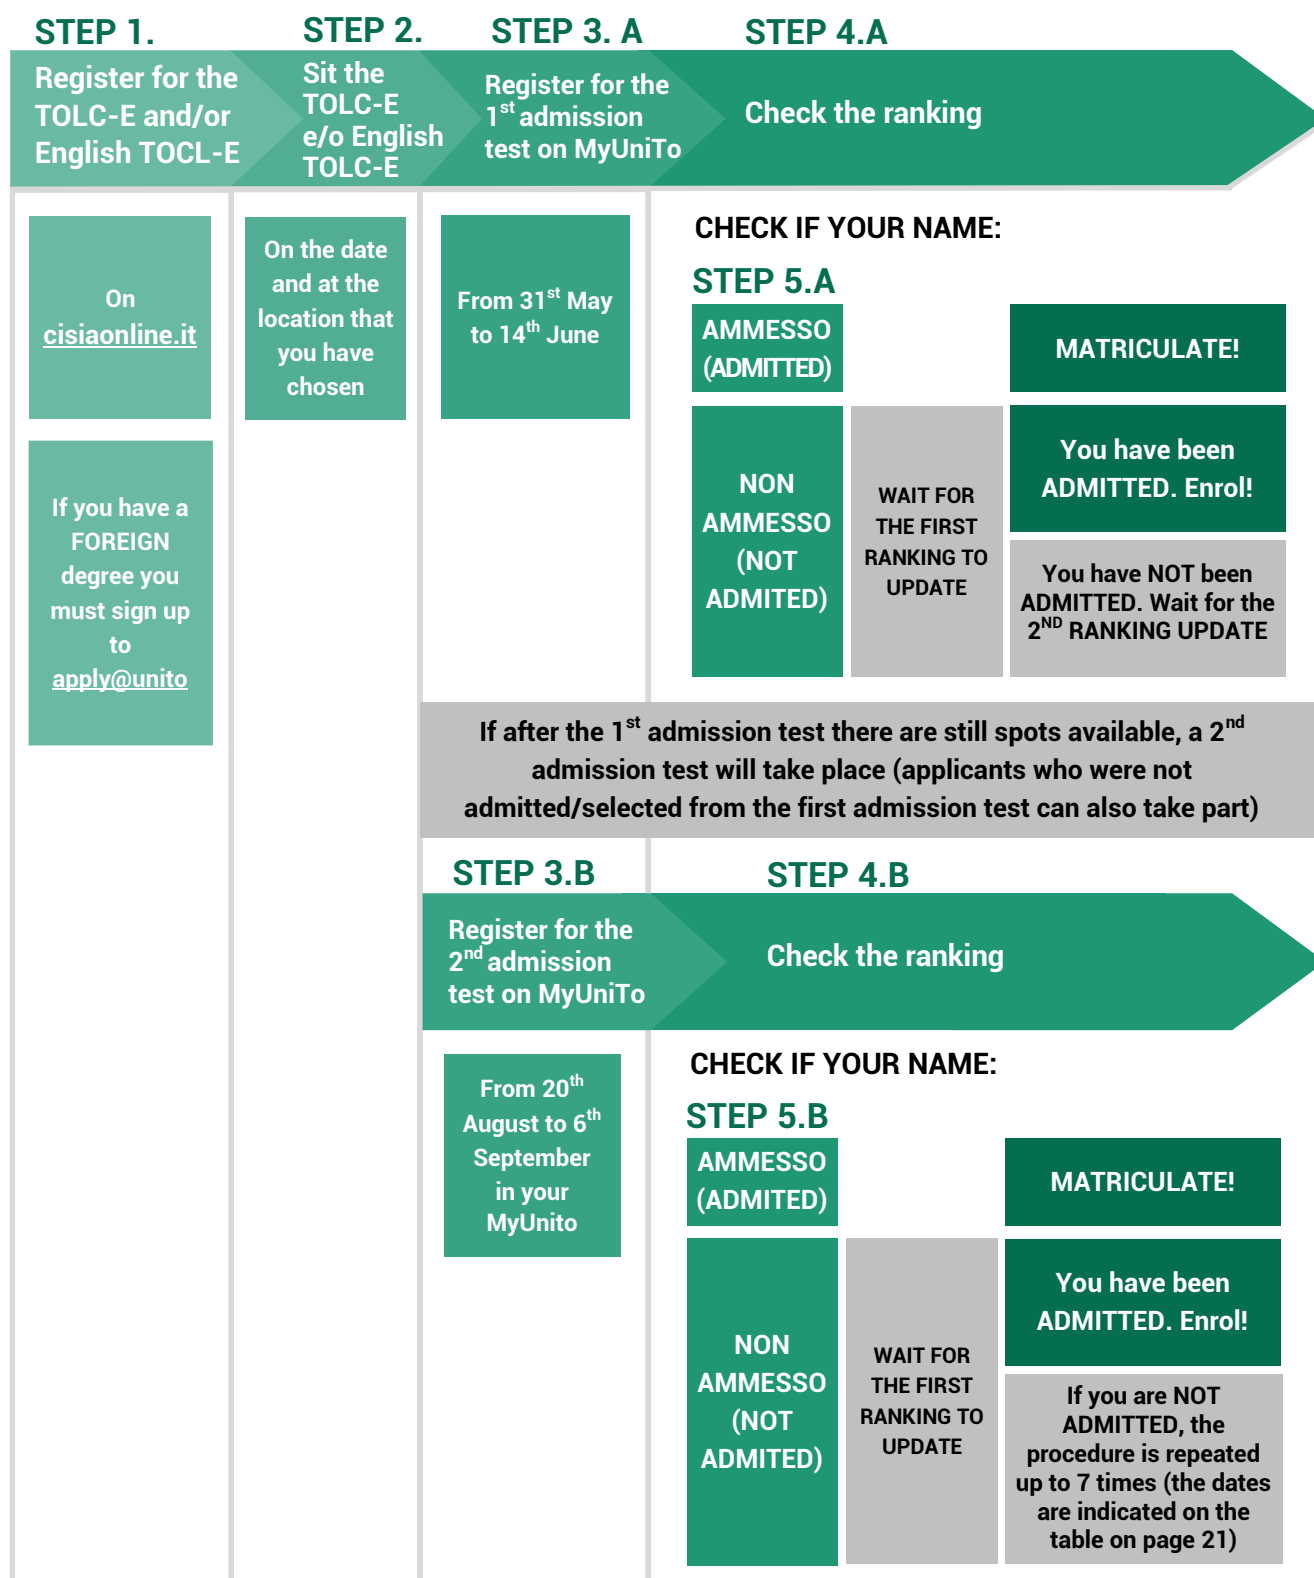 STEP 1.
Register for the
TOLC-E and/or
English TOCL-E
On
cisiaonline.it
If you have a
FOREIGN
degree you
must sign up
to
apply@unito
STEP 2.
Sit the
TOLC-E
e/o English
TOLC-E
On the date
and at the
location that
you have
chosen
STEP 3. A
Register for the
1st admission
test on MyUniTo
From 31st May
to 14th June
STEP 4.A
Check the ranking
CHECK IF YOUR NAME:
STEP 5.A
AMMESSO
(ADMITTED)
MATRICULATE!
NON
AMMESSO
(NOT
ADMITED)
WAIT FOR
THE FIRST
RANKING TO
UPDATE
You have been
ADMITTED. Enrol!
You have NOT been
ADMITTED. Wait for the
2ND RANKING UPDATE
If after the 1st admission test there are still spots available, a 2nd
admission test will take place (applicants who were not
admitted/selected from the first admission test can also take part)
STEP 3.B
Register for the
2nd admission
test on MyUniTo
From 20th
August to 6th
September
in your
MyUnito
STEP 4.B
Check the ranking
CHECK IF YOUR NAME:
STEP 5.B
AMMESSO
(ADMITED)
MATRICULATE!
NON
AMMESSO
(NOT
ADMITED)
WAIT FOR
THE FIRST
RANKING TO
UPDATE
You have been
ADMITTED. Enrol!
If you are NOT
ADMITTED, the
procedure is repeated
up to 7 times (the dates
are indicated on the
table on page 21)